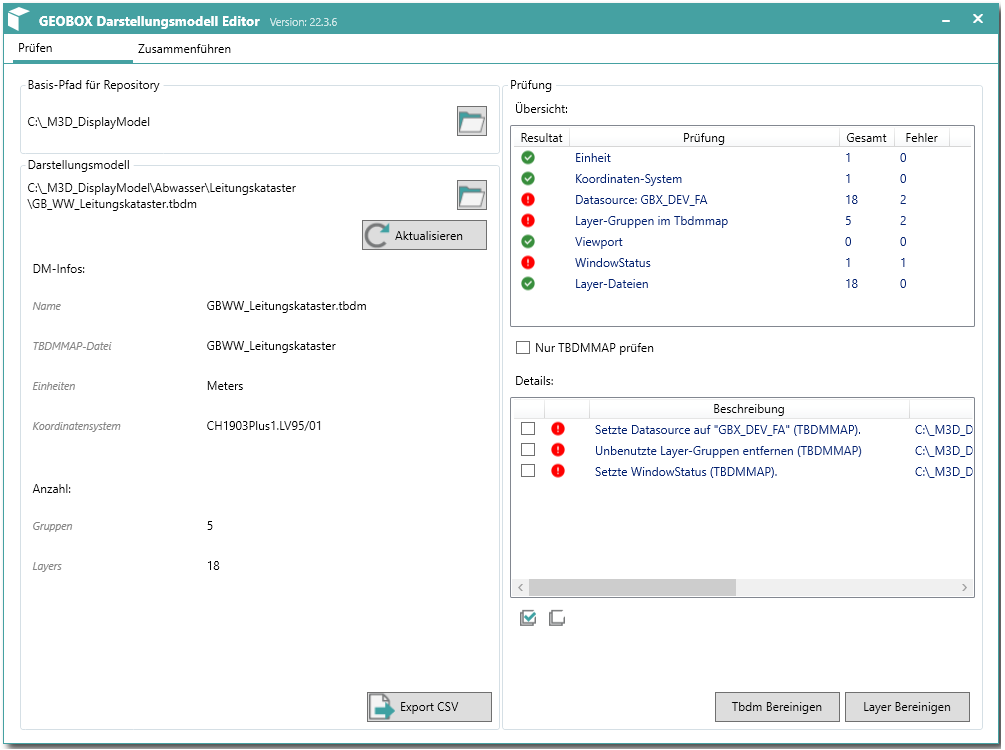 GEOBOX Darstellungsmodell Editor Version: 22.3.6
Prüfen Zusammenführen
Basis-Pfad für Repository
C:\_M3D_DisplayModel
Darstellungsmodell
C:\_M3D_DisplayModel\Abwasser\Leitungskataster
\GB_WW_Leitungskataster.tbdm
Aktualisieren
DM-Infos:
Name GBWW_Leitungskataster.tbdm
TBDMMAP-Datei GBWW_Leitungskataster
Einheiten Meters
Koordinatensystem CH1903Plus1.LV95/01
Anzahl:
Gruppen 5
Layers 18
Export CSV
Prüfung
Übersicht:
Resultat Prüfung Gesamt Fehler
Einheit 1 0
Koordinaten-System 1 0
Datasource: GBX_DEV_FA 18 2
Layer-Gruppen im Tbdmmap 5 2
Viewport 0 0
WindowStatus 1 1
Layer-Dateien 18 0
Nur TBDMMAP prüfen
Details:
Beschreibung
Setzte Datasource auf "GBX_DEV_FA" (TBDMMAP). C:\_M3D_D
Unbenutzte Layer-Gruppen entfernen (TBDMMAP) C:\_M3D_D
Setzte WindowStatus (TBDMMAP). C:\_M3D_D
Tbdm Bereinigen Layer Bereinigen